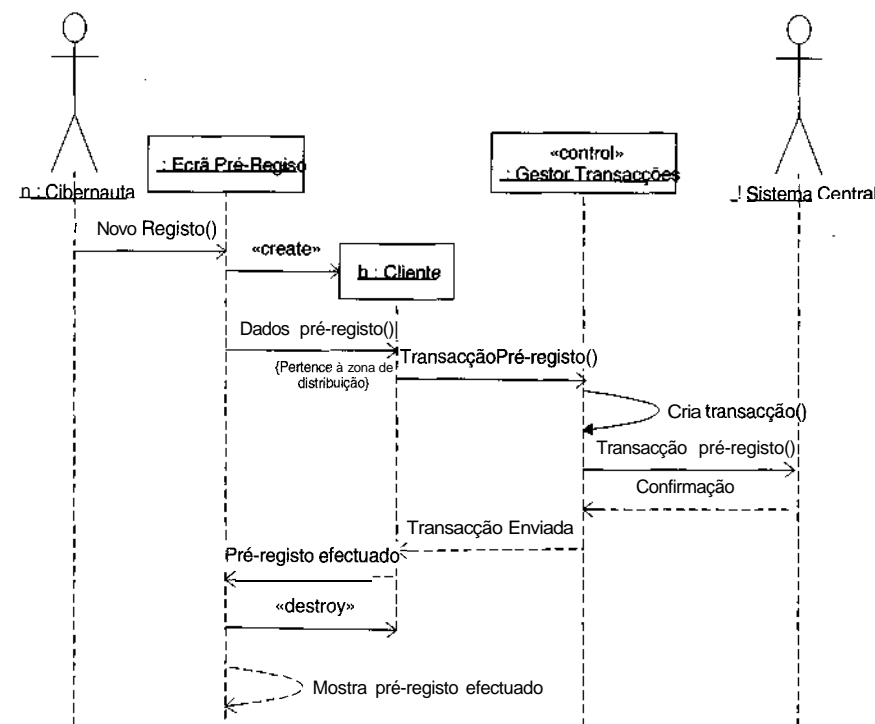 «control»
: Ecrã Pré-Regiso
: Gestor Transacções
n : Cibernauta
! Sistema Central
Novo Registo()
«create»
h : Cliente
Dados pré-registo()
{Pertence à zona de
distribuição}
TransacçãoPré-registo()
Cria transacção()
Transacção pré-registo()
Confirmação
Transacção Enviada
Pré-registo efectuado
«destroy»
Mostra pré-registo efectuado